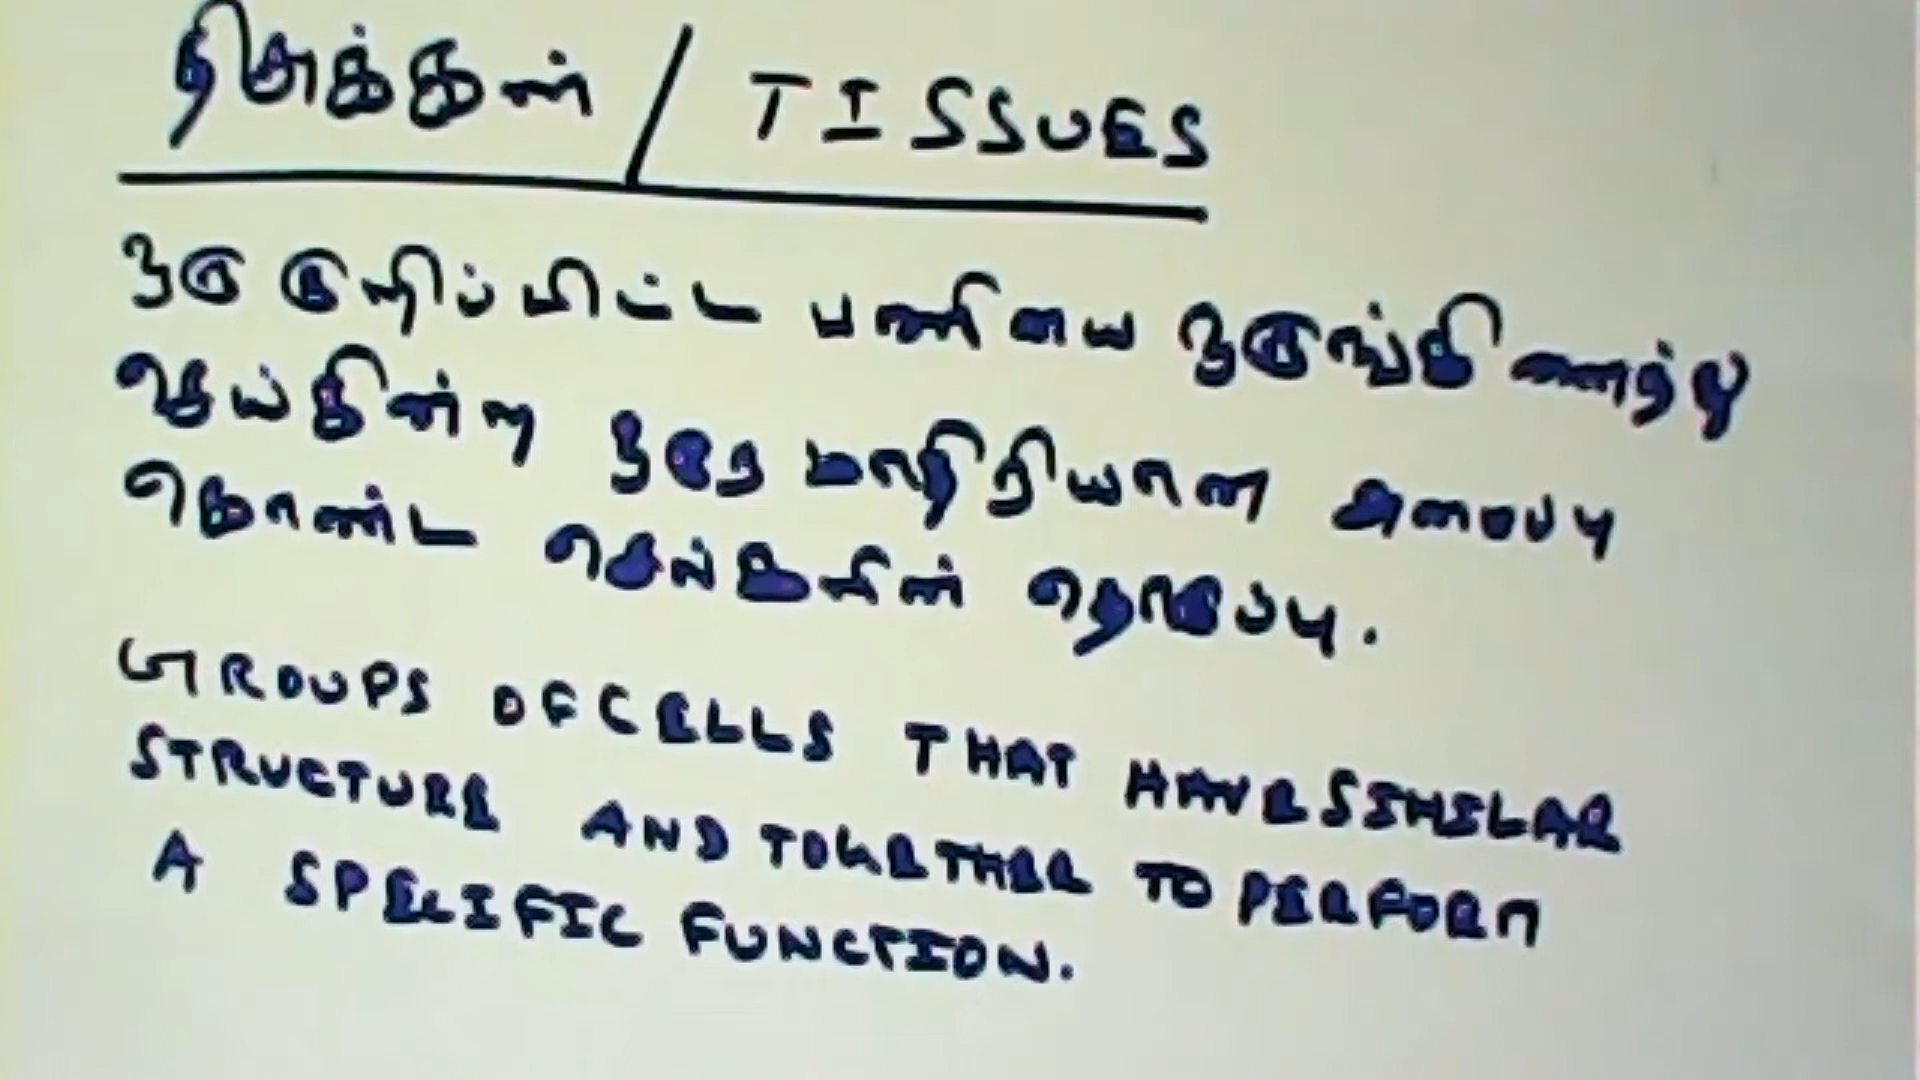 திசுக்கள் / TISSUES
ஒரு குறிப்பிட்ட பணியை ஒருங்கிணைந்து
செய்கின்ற ஒரே மாதிரியான அமைப்பு
கொண்ட செல்களின் தொகுப்பு.
GROUPS OF CELLS THAT HAVE SIMILAR
STRUCTURE AND TOGETHER TO PERFORM
A SPECIFIC FUNCTION.